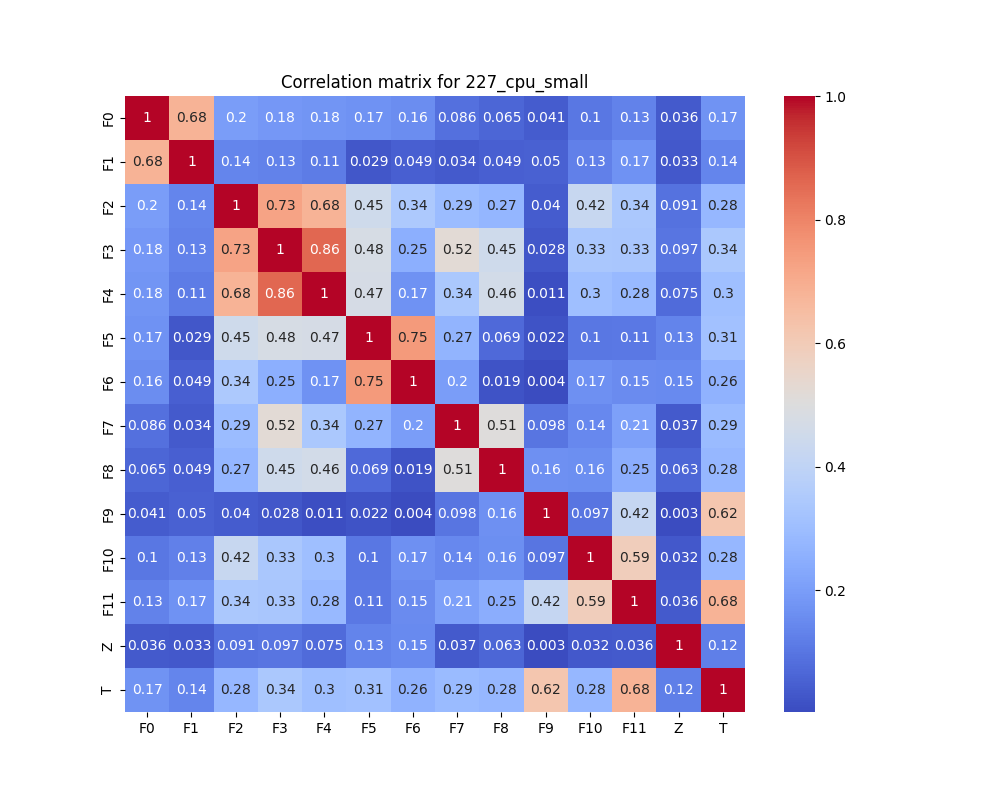 Correlation matrix for 227_cpu_small
F0 1 0.68 0.2 0.18 0.18 0.17 0.16 0.086 0.065 0.041 0.1 0.13 0.036 0.17
F1 0.68 1 0.14 0.13 0.11 0.029 0.049 0.034 0.049 0.05 0.13 0.17 0.033 0.14
F2 0.2 0.14 1 0.73 0.68 0.45 0.34 0.29 0.27 0.04 0.42 0.34 0.091 0.28
F3 0.18 0.13 0.73 1 0.86 0.48 0.25 0.52 0.45 0.028 0.33 0.33 0.097 0.34
F4 0.18 0.11 0.68 0.86 1 0.47 0.17 0.34 0.46 0.011 0.3 0.28 0.075 0.3
F5 0.17 0.029 0.45 0.48 0.47 1 0.75 0.27 0.069 0.022 0.1 0.11 0.13 0.31
F6 0.16 0.049 0.34 0.25 0.17 0.75 1 0.2 0.019 0.004 0.17 0.15 0.15 0.26
F7 0.086 0.034 0.29 0.52 0.34 0.27 0.2 1 0.51 0.098 0.14 0.21 0.037 0.29
F8 0.065 0.049 0.27 0.45 0.46 0.069 0.019 0.51 1 0.16 0.16 0.25 0.063 0.28
F9 0.041 0.05 0.04 0.028 0.011 0.022 0.004 0.098 0.16 1 0.097 0.42 0.003 0.62
F10 0.1 0.13 0.42 0.33 0.3 0.1 0.17 0.14 0.16 0.097 1 0.59 0.032 0.28
F11 0.13 0.17 0.34 0.33 0.28 0.11 0.15 0.21 0.25 0.42 0.59 1 0.036 0.68
Z 0.036 0.033 0.091 0.097 0.075 0.13 0.15 0.037 0.063 0.003 0.032 0.036 1 0.12
T 0.17 0.14 0.28 0.34 0.3 0.31 0.26 0.29 0.28 0.62 0.28 0.68 0.12 1
F0 F1 F2 F3 F4 F5 F6 F7 F8 F9 F10 F11 Z T
1.0
0.8
0.6
0.4
0.2